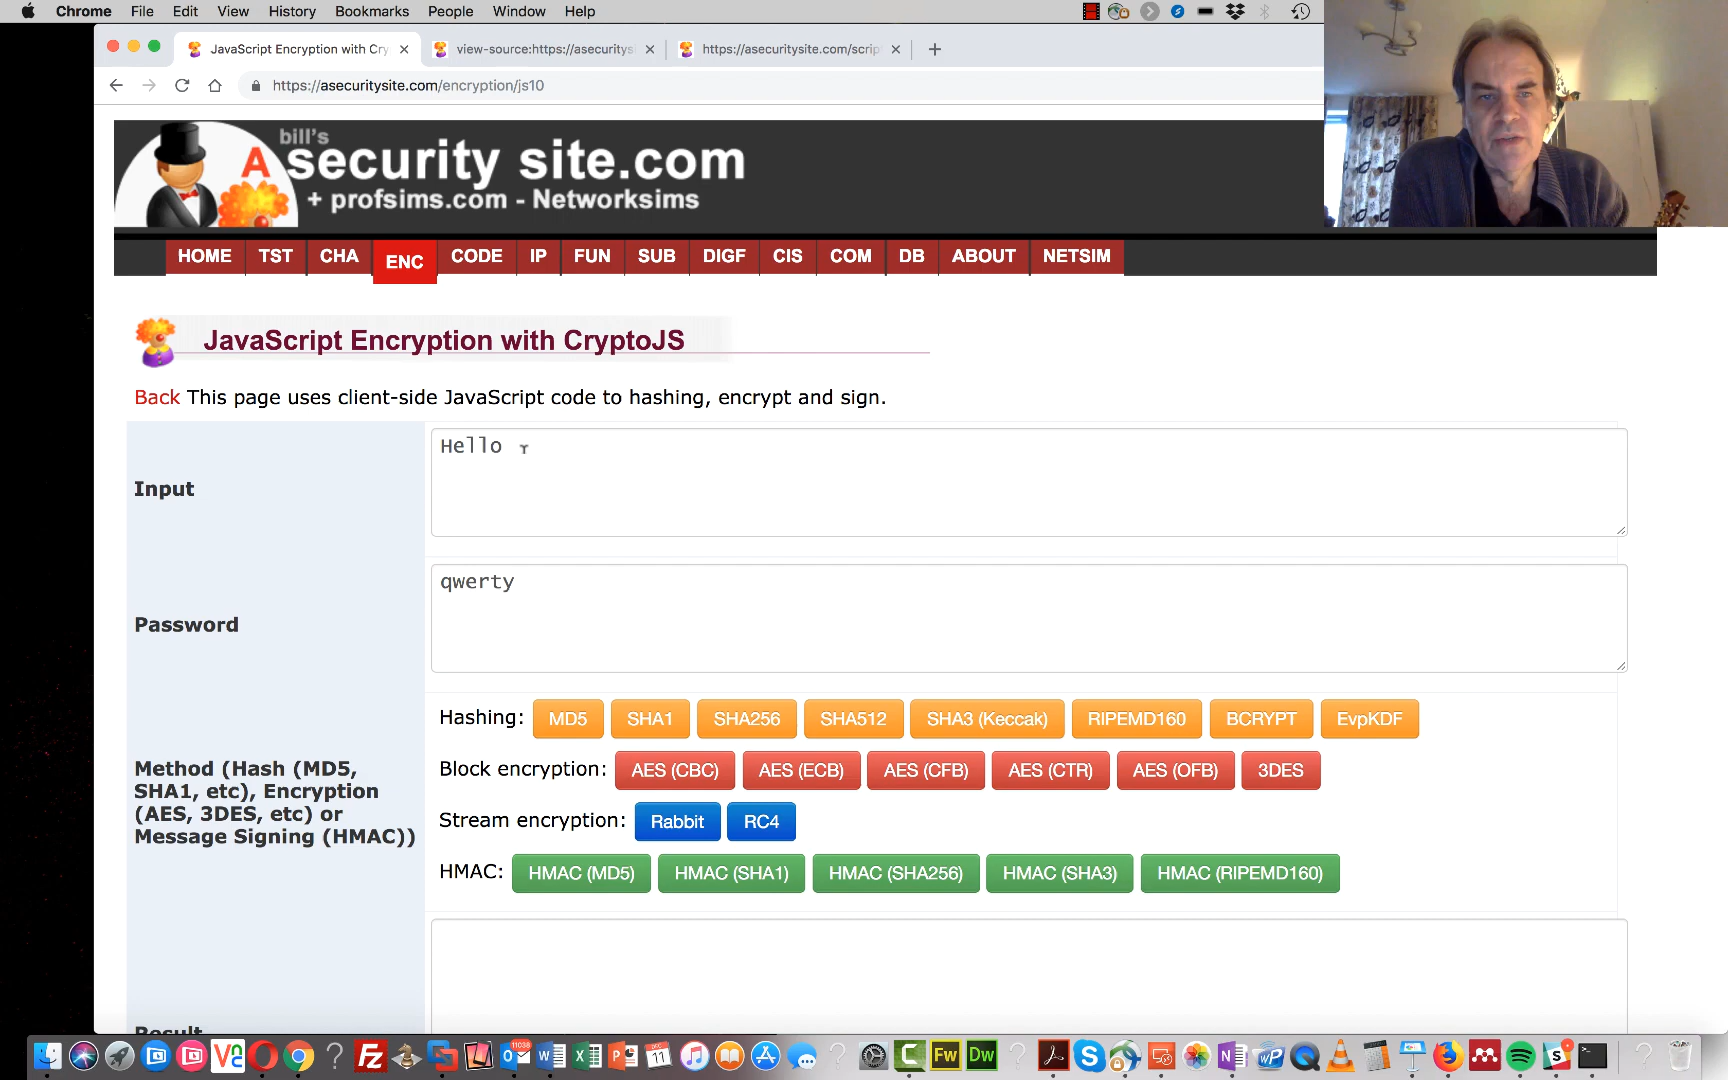 Chrome File Edit View History Bookmarks People Window Help
JavaScript Encryption with Cry
view-source:https://asecuritys
https://asecuritysite.com/scrip
https://asecuritysite.com/encryption/js10
bill's
A security site.com
+ profsims.com - Networksims
HOME TST CHA ENC CODE IP FUN SUB DIGF CIS COM DB ABOUT NETSIM
JavaScript Encryption with CryptoJS
Back This page uses client-side JavaScript code to hashing, encrypt and sign.
Input
Hello
Password
qwerty
Method (Hash (MD5,
SHA1, etc), Encryption
(AES, 3DES, etc) or
Message Signing (HMAC))
Hashing: MD5 SHA1 SHA256 SHA512 SHA3 (Keccak) RIPEMD160 BCRYPT EvpKDF
Block encryption: AES (CBC) AES (ECB) AES (CFB) AES (CTR) AES (OFB) 3DES
Stream encryption: Rabbit RC4
HMAC: HMAC (MD5) HMAC (SHA1) HMAC (SHA256) HMAC (SHA3) HMAC (RIPEMD160)
Result
11038
DEC
11
Fw
Dw